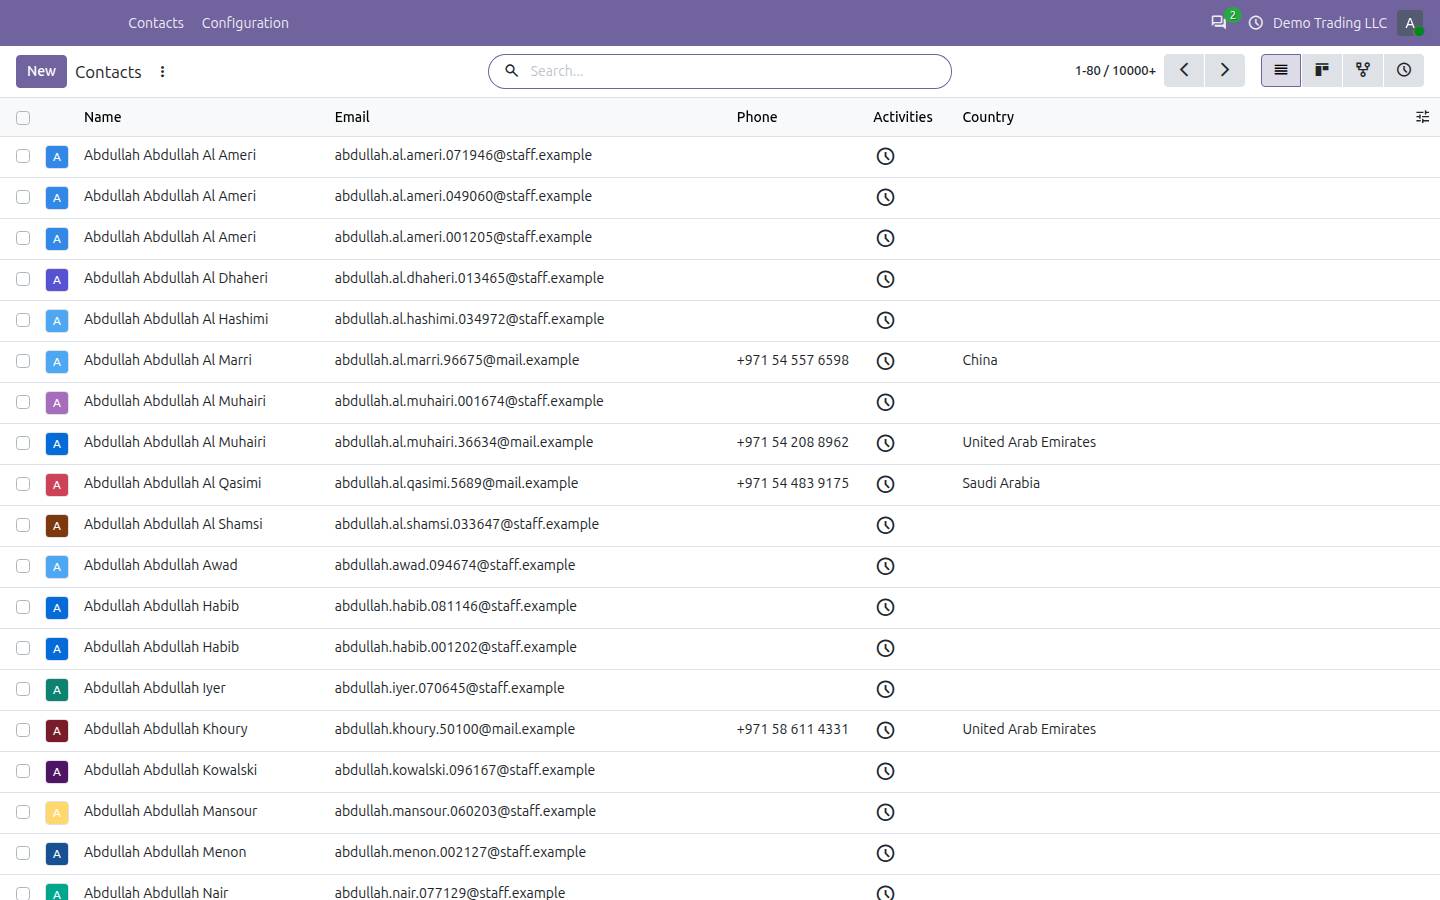 Contacts Configuration 2 Demo Trading LLC A
New Contacts Search... 1-80 / 10000+
Name Email Phone Activities Country
A Abdullah Abdullah Al Ameri abdullah.al.ameri.071946@staff.example
A Abdullah Abdullah Al Ameri abdullah.al.ameri.049060@staff.example
A Abdullah Abdullah Al Ameri abdullah.al.ameri.001205@staff.example
A Abdullah Abdullah Al Dhaheri abdullah.al.dhaheri.013465@staff.example
A Abdullah Abdullah Al Hashimi abdullah.al.hashimi.034972@staff.example
A Abdullah Abdullah Al Marri abdullah.al.marri.96675@mail.example +971 54 557 6598 China
A Abdullah Abdullah Al Muhairi abdullah.al.muhairi.001674@staff.example
A Abdullah Abdullah Al Muhairi abdullah.al.muhairi.36634@mail.example +971 54 208 8962 United Arab Emirates
A Abdullah Abdullah Al Qasimi abdullah.al.qasimi.5689@mail.example +971 54 483 9175 Saudi Arabia
A Abdullah Abdullah Al Shamsi abdullah.al.shamsi.033647@staff.example
A Abdullah Abdullah Awad abdullah.awad.094674@staff.example
A Abdullah Abdullah Habib abdullah.habib.081146@staff.example
A Abdullah Abdullah Habib abdullah.habib.001202@staff.example
A Abdullah Abdullah Iyer abdullah.iyer.070645@staff.example
A Abdullah Abdullah Khoury abdullah.khoury.50100@mail.example +971 58 611 4331 United Arab Emirates
A Abdullah Abdullah Kowalski abdullah.kowalski.096167@staff.example
A Abdullah Abdullah Mansour abdullah.mansour.060203@staff.example
A Abdullah Abdullah Menon abdullah.menon.002127@staff.example
A Abdullah Abdullah Nair abdullah.nair.077129@staff.example